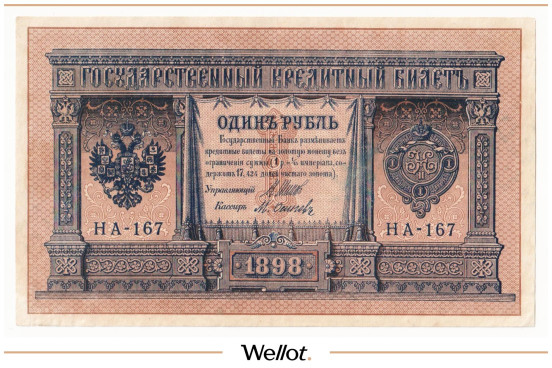 ГОСУДАРСТВЕННЫЙ КРЕДИТНЫЙ БИЛЕТЪ
ОДИНЪ РУБЛЬ
Государственный Банкъ размѣниваетъ
кредитные билеты на золотую монету безъ
ограниченія суммы (1 р. = 1/15 имперіала, со-
держитъ 17,424 долей чистаго золота).
Управляющій
Кассиръ
НА-167
НА-167
1898
Wellot.